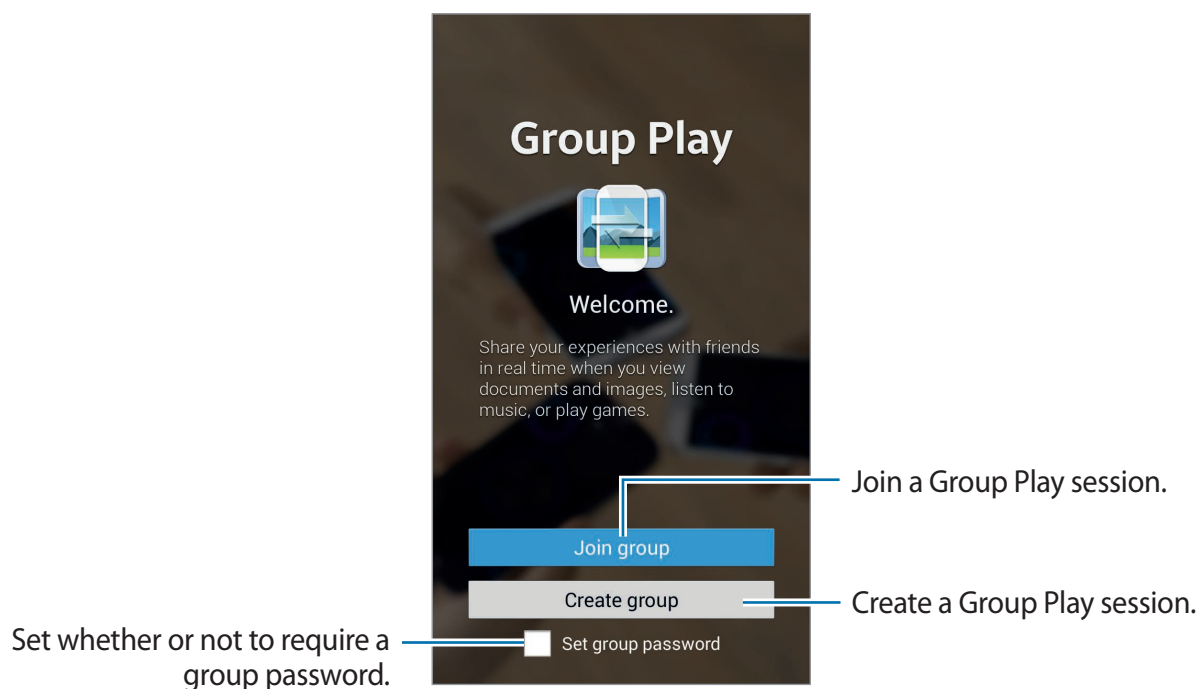 Group Play
Welcome.
Share your experiences with friends
in real time when you view
documents and images, listen to
music, or play games.
Join a Group Play session.
Join group
Create group
Create a Group Play session.
Set whether or not to require a
group password.
Set group password